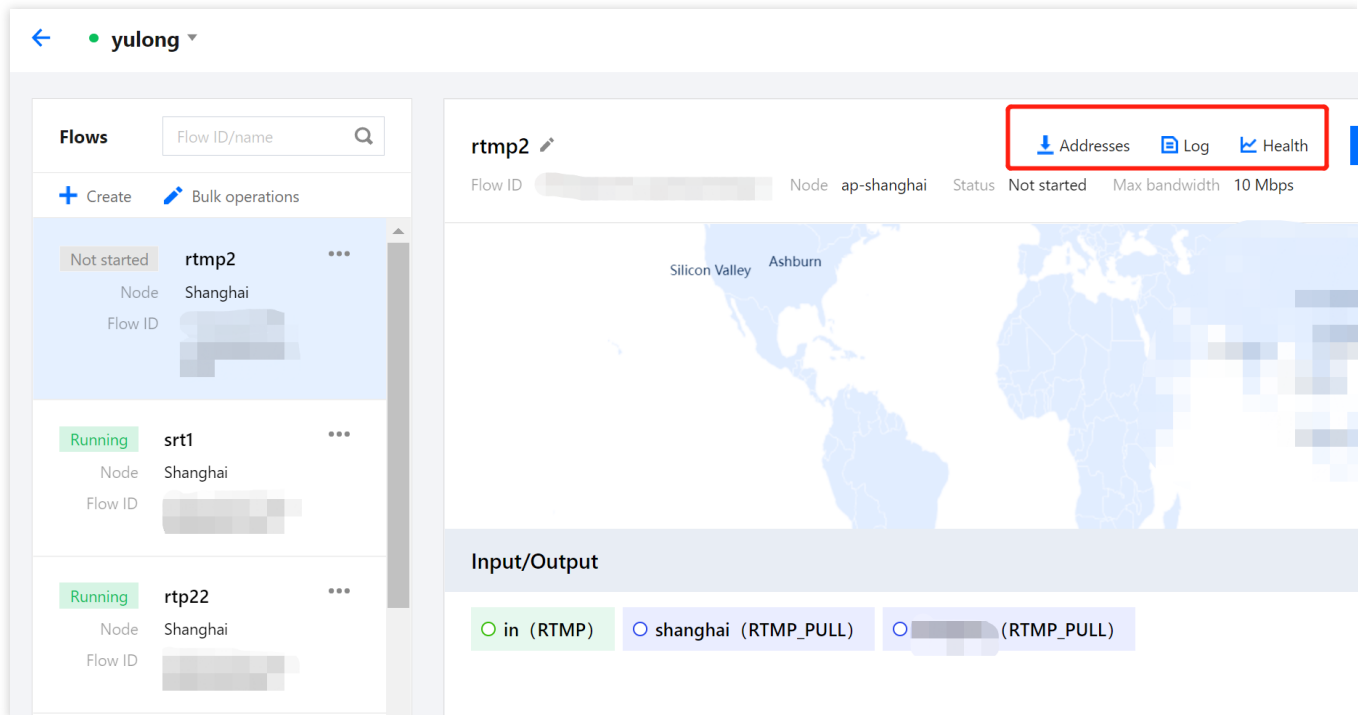 yulong
Flows
Flow ID/name
Create
Bulk operations
Not started rtmp2
Node Shanghai
Flow ID
Running srt1
Node Shanghai
Flow ID
Running rtp22
Node Shanghai
Flow ID
rtmp2
Addresses Log Health
Flow ID Node ap-shanghai Status Not started Max bandwidth 10 Mbps
Silicon Valley
Ashburn
Input/Output
in（RTMP） shanghai（RTMP_PULL） （RTMP_PULL）